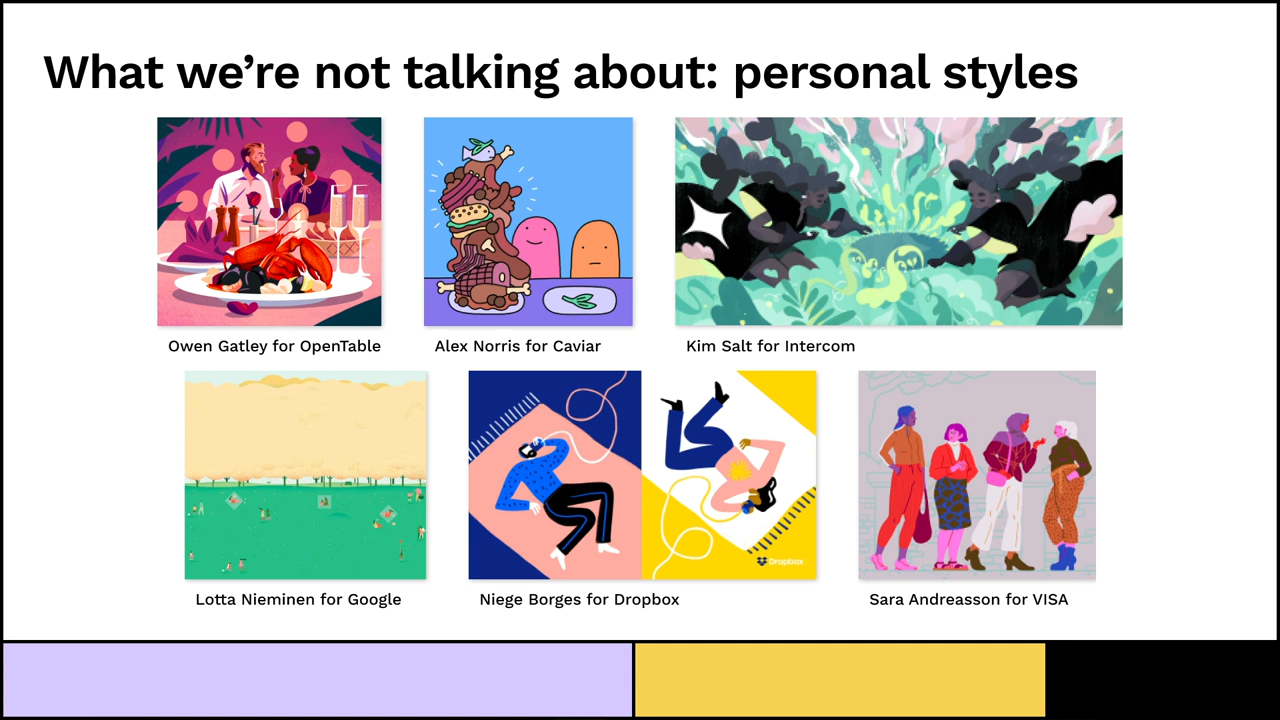 What we’re not talking about: personal styles
Owen Gatley for OpenTable
Alex Norris for Caviar
Kim Salt for Intercom
Dropbox
Lotta Nieminen for Google
Niege Borges for Dropbox
Sara Andreasson for VISA